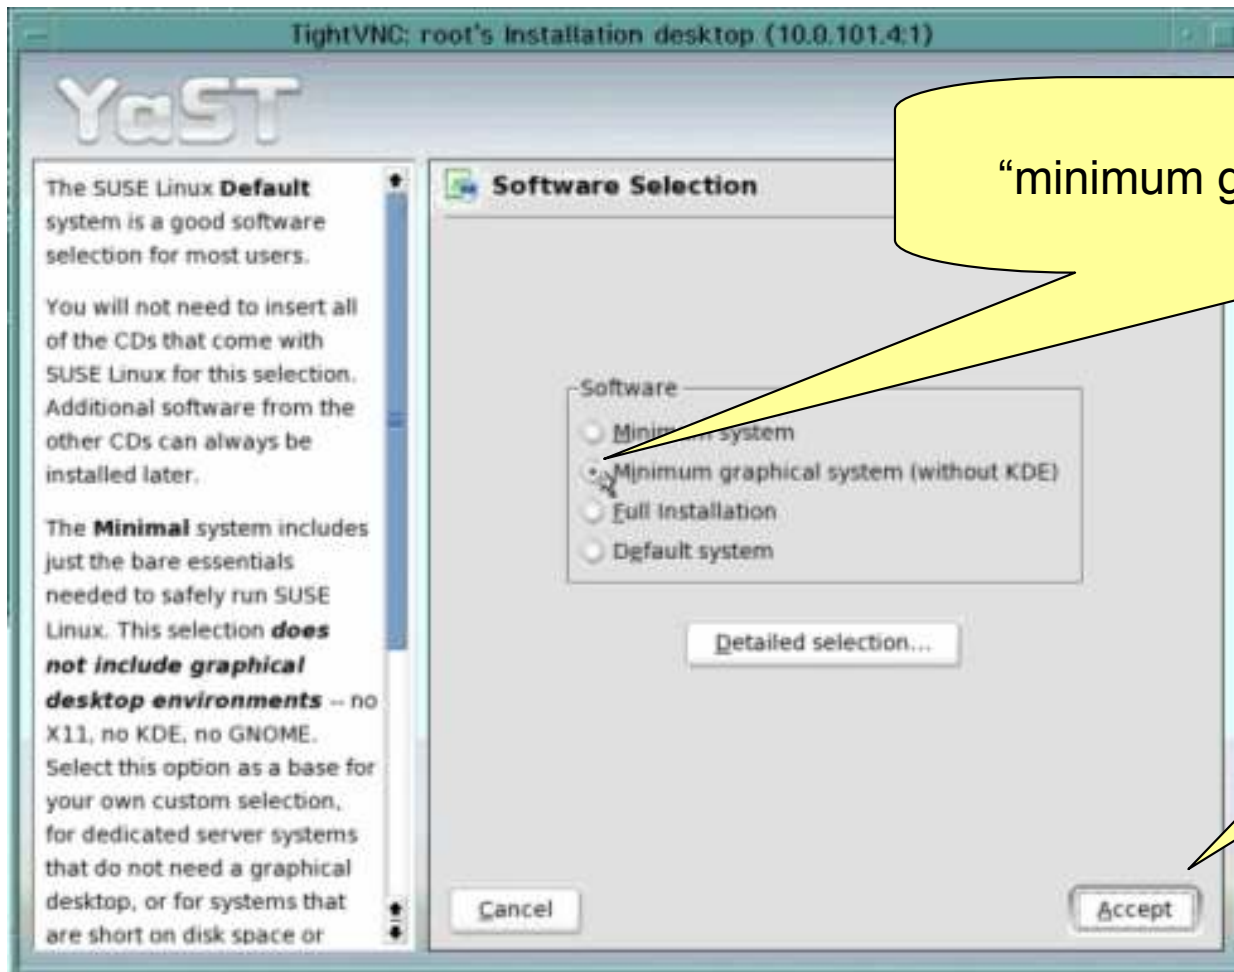 TightVNC: root's Installation desktop (10.0.101.4:1)
YaST
The SUSE Linux Default
system is a good software
selection for most users.
You will not need to insert all
of the CDs that come with
SUSE Linux for this selection.
Additional software from the
other CDs can always be
installed later.
The Minimal system includes
just the bare essentials
needed to safely run SUSE
Linux. This selection does
not include graphical
desktop environments -- no
X11, no KDE, no GNOME.
Select this option as a base for
your own custom selection,
for dedicated server systems
that do not need a graphical
desktop, or for systems that
are short on disk space or
Software Selection
“minimum g
Software
Minimum system
Minimum graphical system (without KDE)
Full Installation
Default system
Detailed selection...
Cancel
Accept